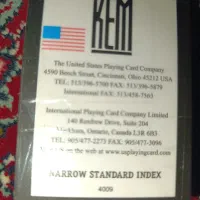 KEM
The United States Playing Card Company
4590 Beech Street, Cincinnati, Ohio 45212 USA
TEL: 513/396-5700 FAX: 513/396-5879
International FAX: 513/458-7563
International Playing Card Company Limited
140 Renfrew Drive, Suite 204
Markham, Ontario, Canada L3R 6B3
TEL: 905/477-2273 FAX: 905/477-3096
on the web at www.usplayingcard.com
NARROW STANDARD INDEX
4009